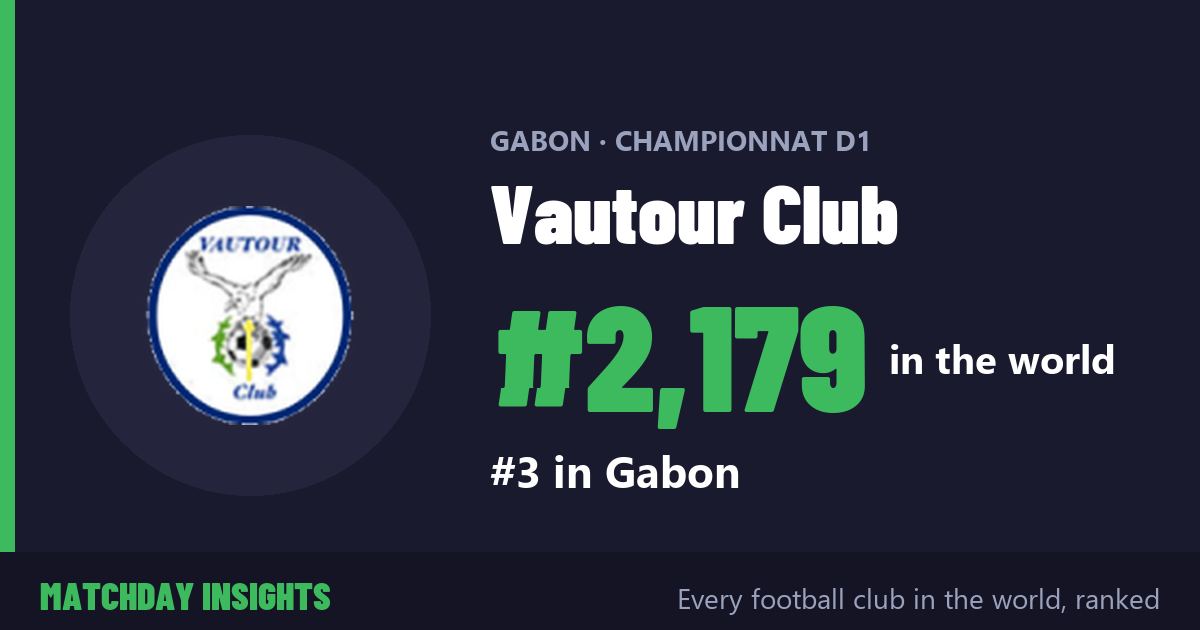 GABON · CHAMPIONNAT D1
Vautour Club
#2,179 in the world
#3 in Gabon
VAUTOUR
Club
MATCHDAY INSIGHTS
Every football club in the world, ranked